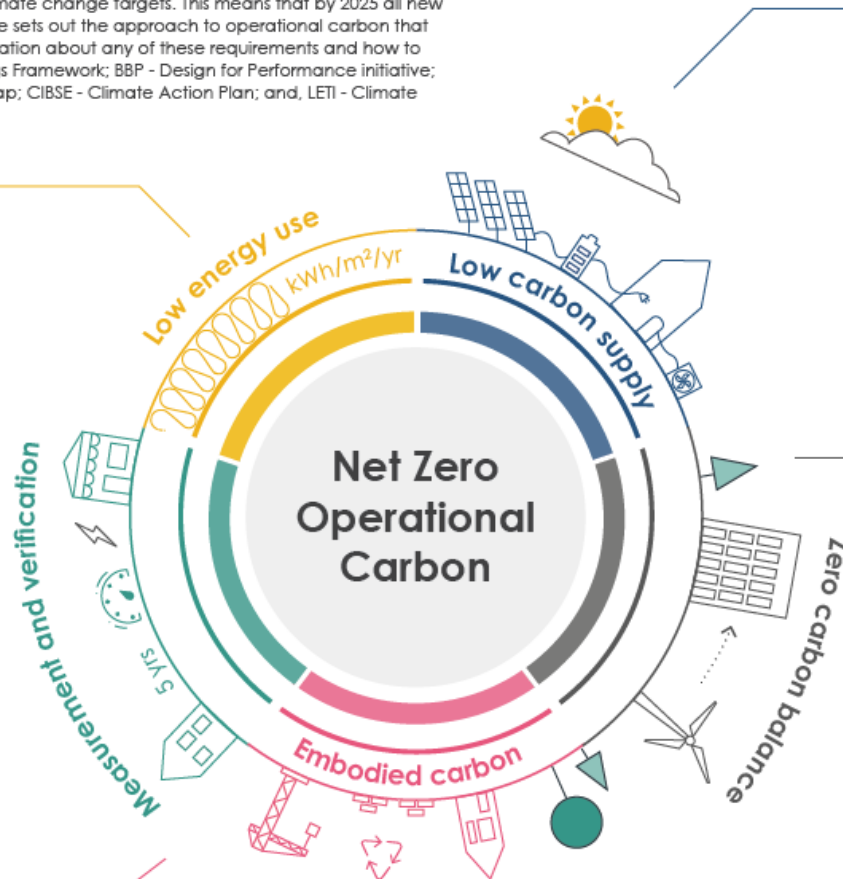 mate change targets. This means that by 2025 all new
e sets out the approach to operational carbon that
ation about any of these requirements and how to
s Framework; BBP - Design for Performance initiative;
ap; CIBSE - Climate Action Plan; and, LETI - Climate
Low energy use
kWh/m²/yr
Low carbon supply
Net Zero
Operational
Carbon
Measurement and verification
5 yrs
Zero carbon balance
Embodied carbon